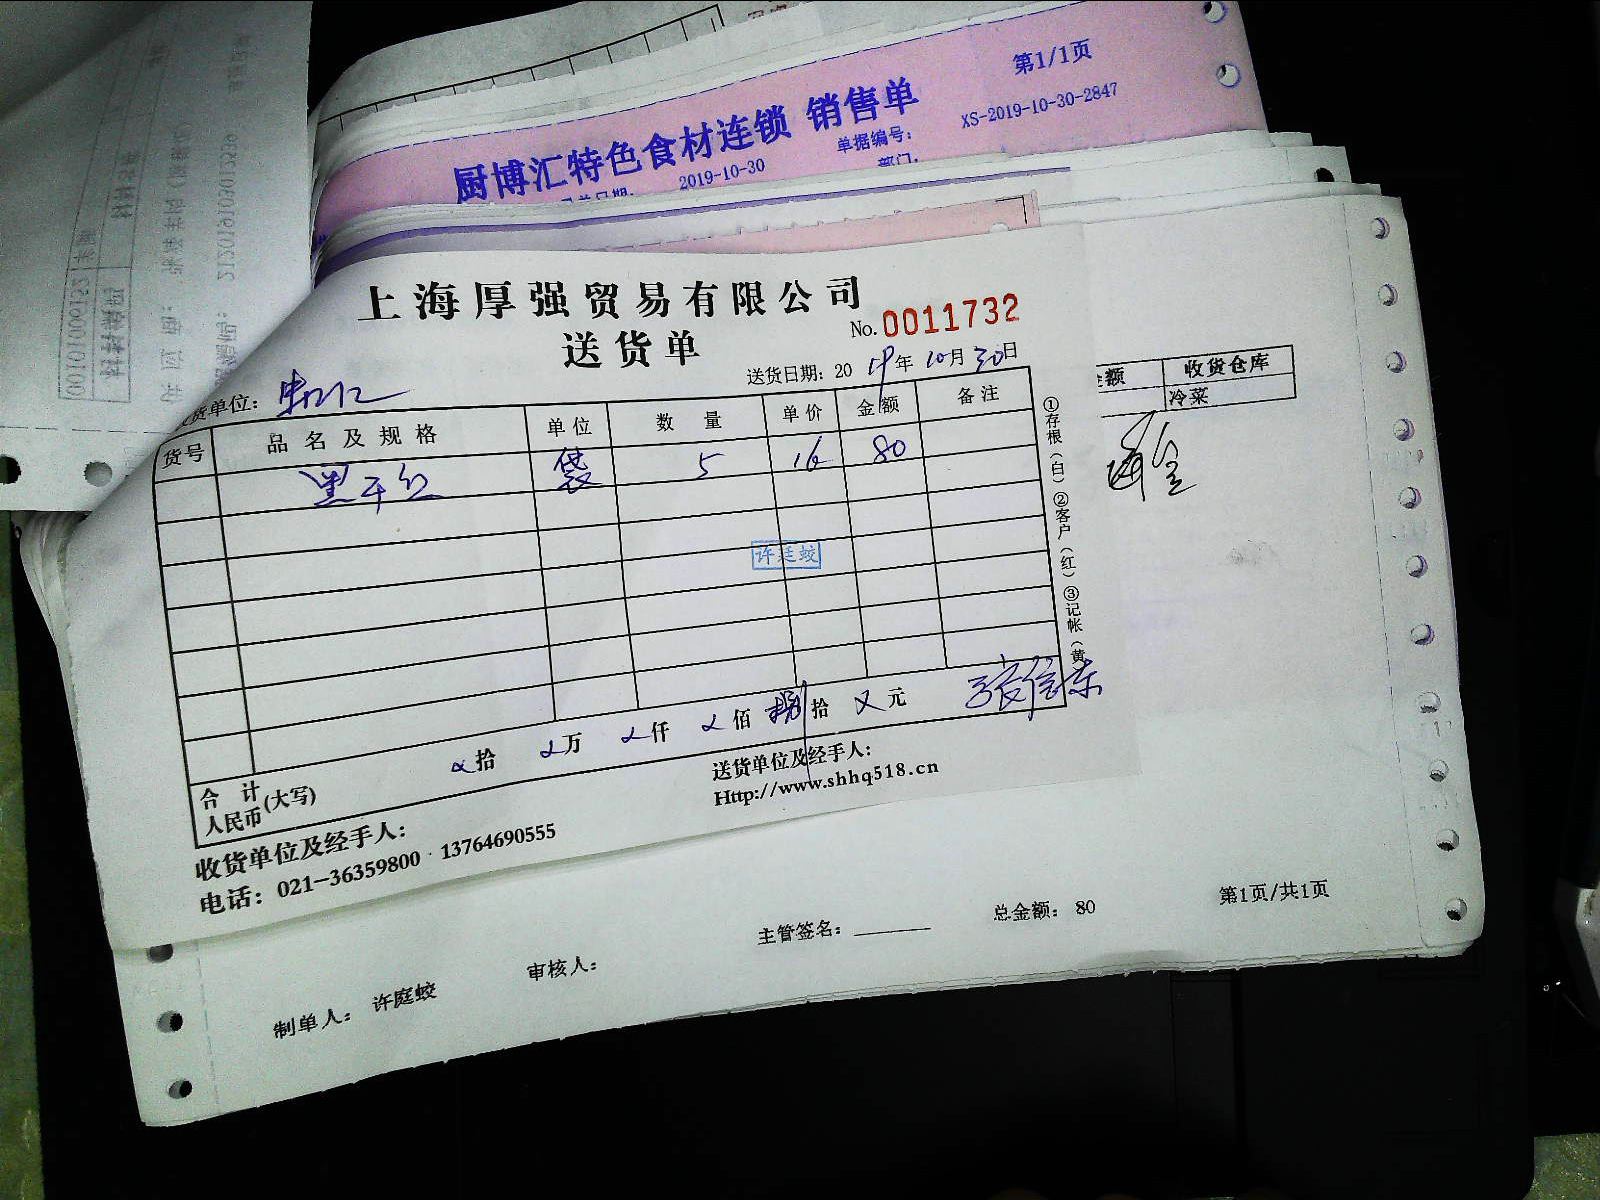 第1/1页
厨博汇特色食材连锁 销售单
单据编号: XS-2019-10-30-2847
2019-10-30
部门:
上海厚强贸易有限公司
送货单
No. 0011732
送货日期: 2019年10月30日
货单位:
货号 品名及规格 单位 数量 单价 金额 备注
黑千丝 袋 5 16 80
许廷蛟
合计人民币(大写) 拾 万 仟 佰 捌拾 元
①存根(白)②客户(红)③记帐(黄
收货单位及经手人:
送货单位及经手人:
电话: 021-36359800 · 13764690555
Http://www.shhq518.cn
金额 收货仓库
冷菜
制单人: 许庭蛟 审核人: 主管签名: 总金额: 80 第1页/共1页